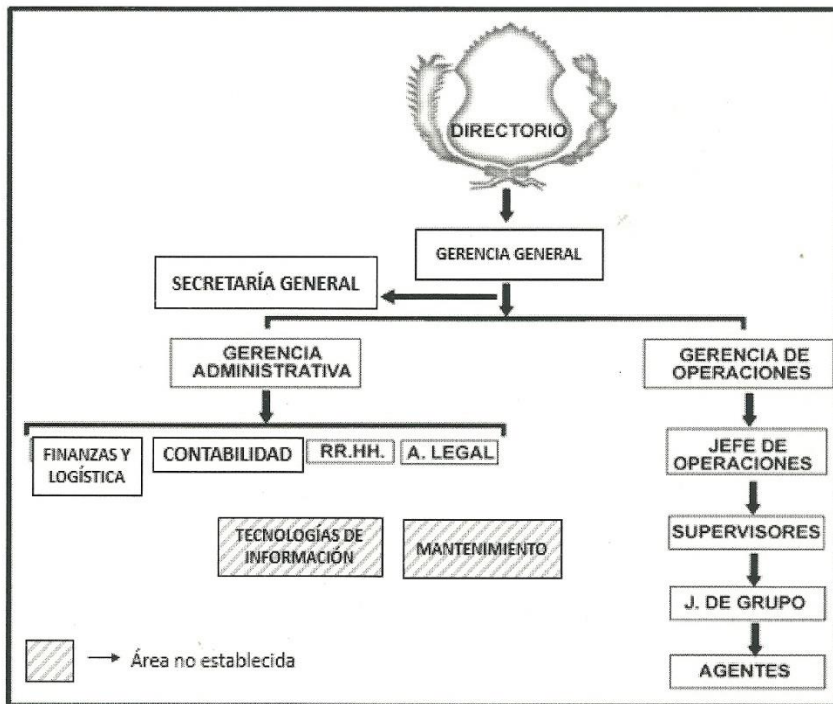 DIRECTORIO
GERENCIA GENERAL
SECRETARÍA GENERAL
GERENCIA
ADMINISTRATIVA
GERENCIA DE
OPERACIONES
FINANZAS Y
LOGÍSTICA
CONTABILIDAD
RR.HH.
A. LEGAL
JEFE DE
OPERACIONES
TECNOLOGÍAS DE
INFORMACIÓN
MANTENIMIENTO
SUPERVISORES
J. DE GRUPO
AGENTES
Área no establecida